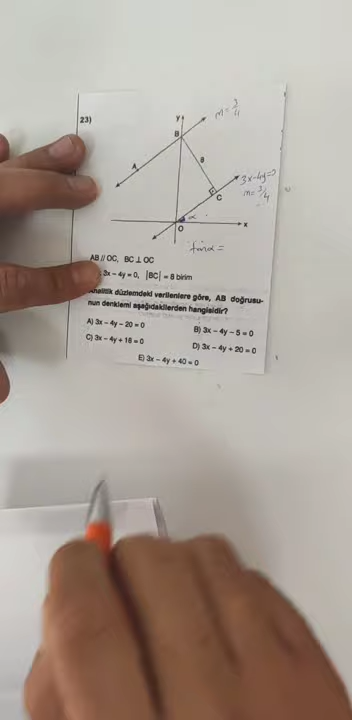 23)
y
m = 3/4
B
A
8
3x-4y=0
m = 3/4
C
α
x
O
tanα =
AB // OC, BC ⊥ OC
3x – 4y = 0, |BC| = 8 birim
Analitik düzlemdeki verilenlere göre, AB doğrusu-
nun denklemi aşağıdakilerden hangisidir?
A) 3x – 4y – 20 = 0
B) 3x – 4y – 5 = 0
C) 3x – 4y + 16 = 0
D) 3x – 4y + 20 = 0
E) 3x – 4y + 40 = 0